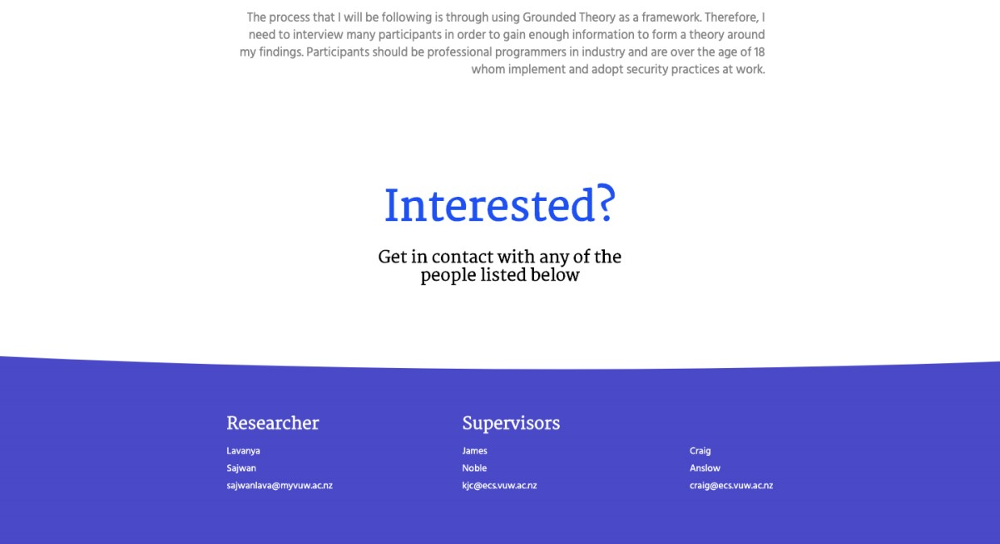 The process that I will be following is through using Grounded Theory as a framework. Therefore, I
need to interview many participants in order to gain enough information to form a theory around
my findings. Participants should be professional programmers in industry and are over the age of 18
whom implement and adopt security practices at work.
Interested?
Get in contact with any of the
people listed below
Researcher
Lavanya
Sajwan
sajwanlava@myvuw.ac.nz
Supervisors
James
Noble
kjc@ecs.vuw.ac.nz
Craig
Anslow
craig@ecs.vuw.ac.nz